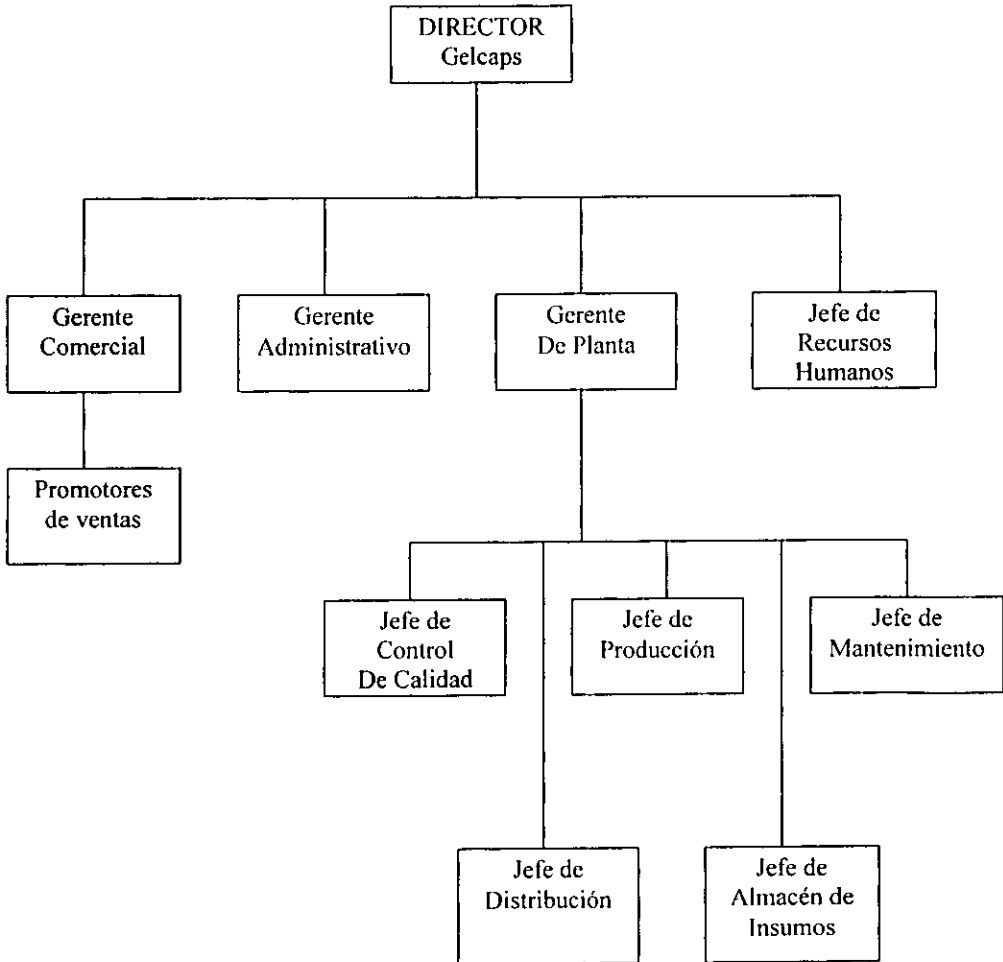 DIRECTOR
Gelcaps
Gerente
Comercial
Gerente
Administrativo
Gerente
De Planta
Jefe de
Recursos
Humanos
Promotores
de ventas
Jefe de
Control
De Calidad
Jefe de
Producción
Jefe de
Mantenimiento
Jefe de
Distribución
Jefe de
Almacén de
Insumos